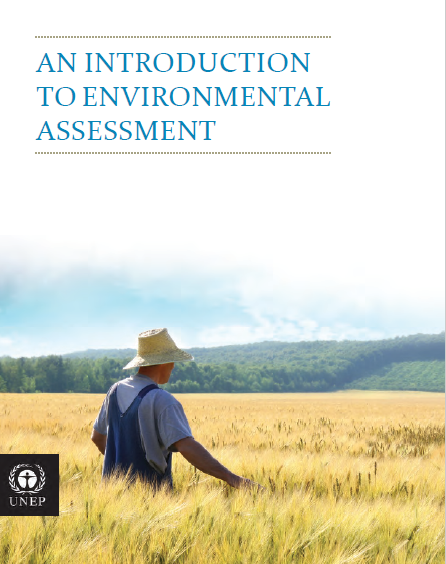 AN INTRODUCTION
TO ENVIRONMENTAL
ASSESSMENT
UNEP